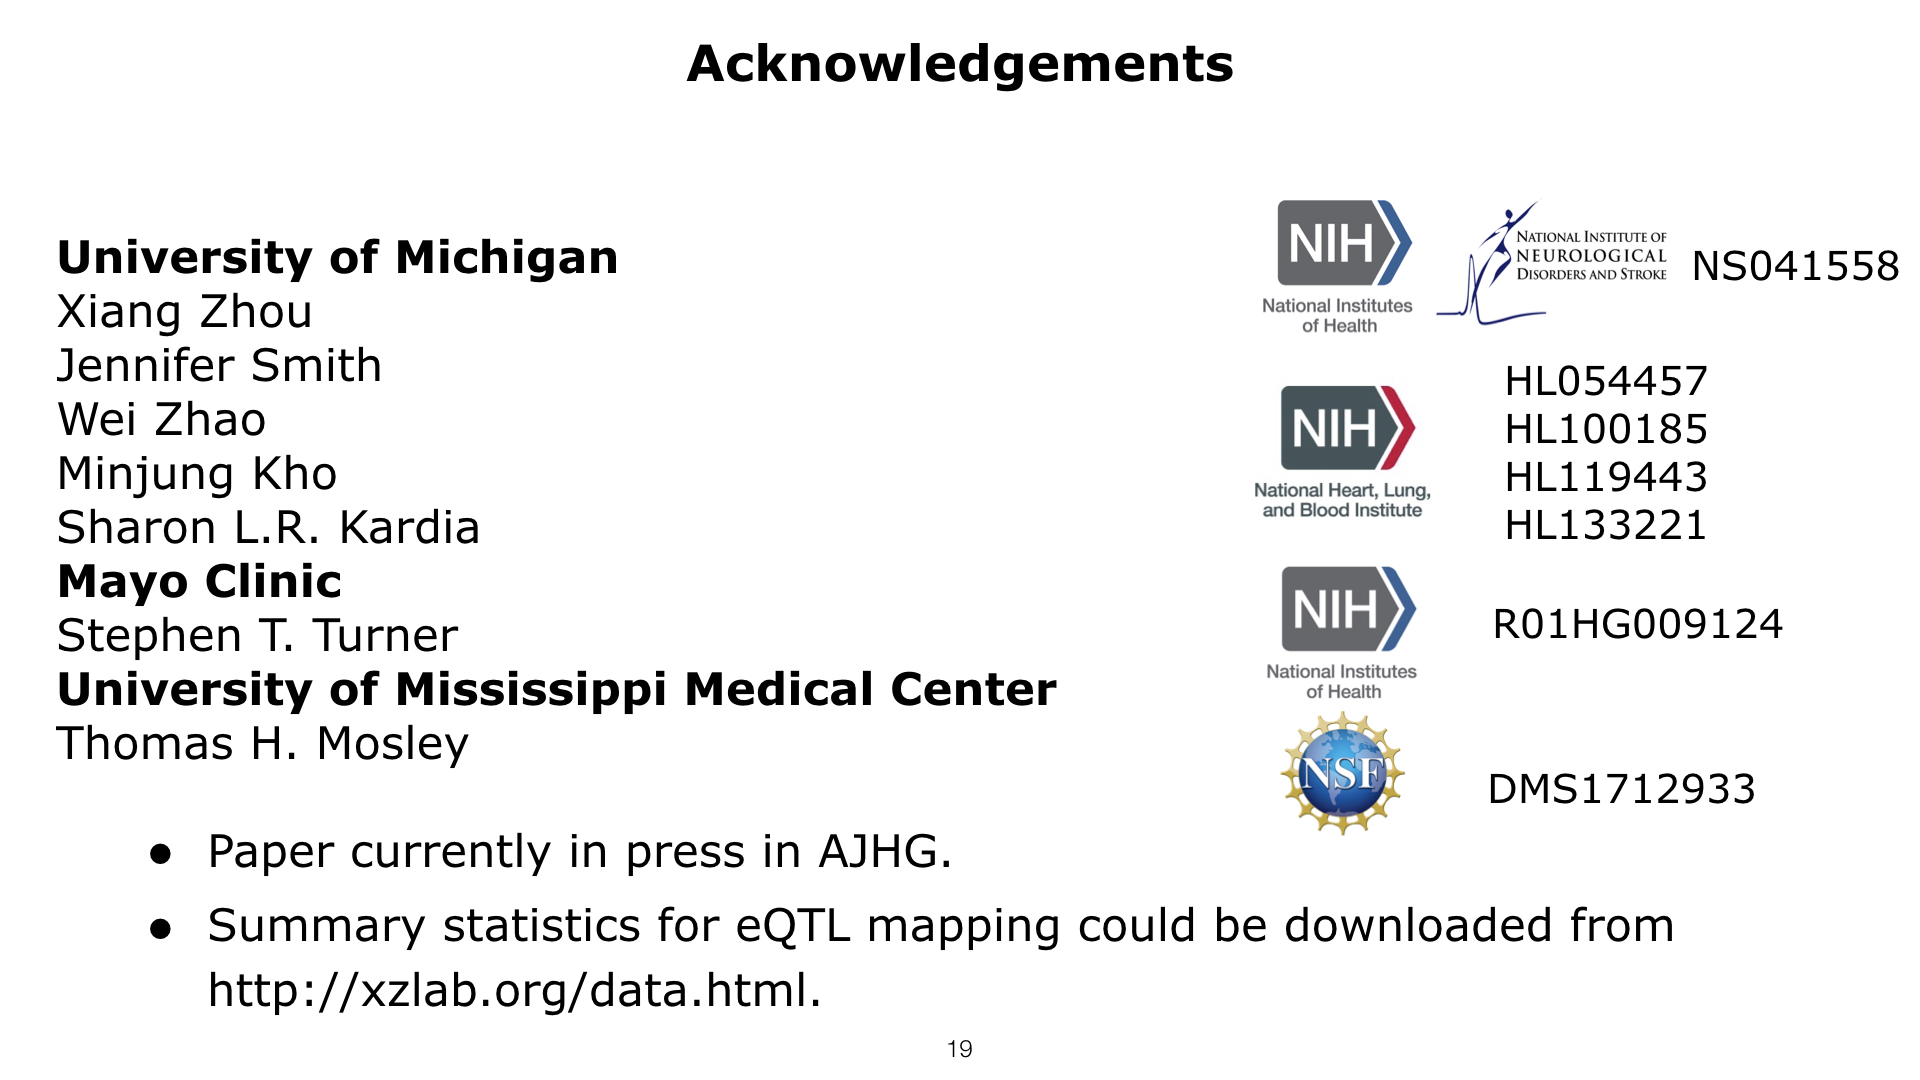 Acknowledgements
University of Michigan
Xiang Zhou
Jennifer Smith
Wei Zhao
Minjung Kho
Sharon L.R. Kardia
Mayo Clinic
Stephen T. Turner
University of Mississippi Medical Center
Thomas H. Mosley
NIH
National Institutes
of Health
NATIONAL INSTITUTE OF
NEUROLOGICAL
DISORDERS AND STROKE
NS041558
NIH
National Heart, Lung,
and Blood Institute
HL054457
HL100185
HL119443
HL133221
NIH
National Institutes
of Health
R01HG009124
NSF
DMS1712933
● Paper currently in press in AJHG.
● Summary statistics for eQTL mapping could be downloaded from
http://xzlab.org/data.html.
19